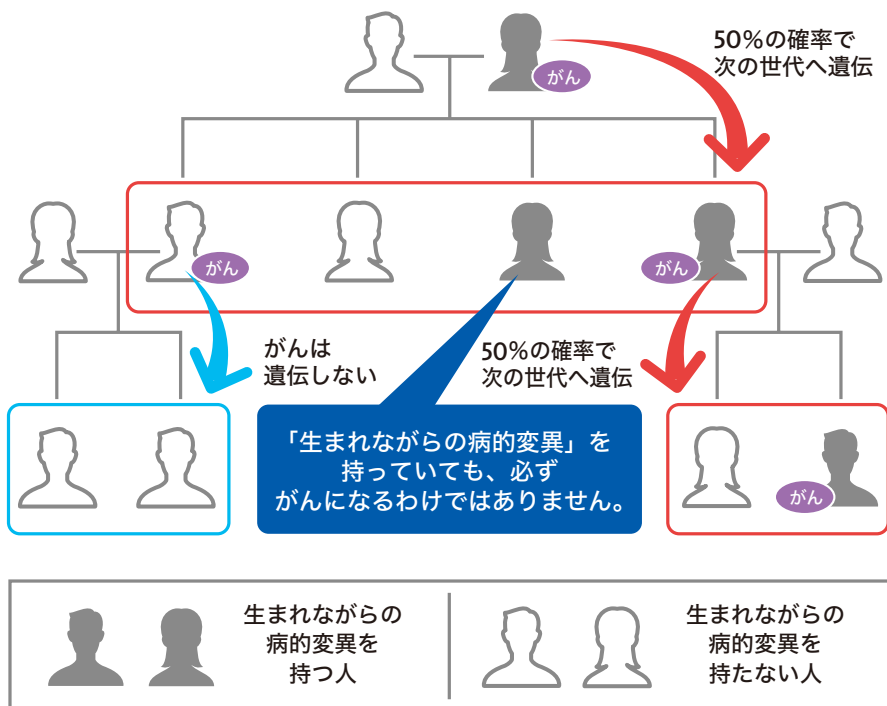 50%の確率で
次の世代へ遺伝
がん
がん
がん
がんは
遺伝しない
50%の確率で
次の世代へ遺伝
「生まれながらの病的変異」を
持っていても、必ず
がんになるわけではありません。
がん
生まれながらの
病的変異を
持つ人
生まれながらの
病的変異を
持たない人